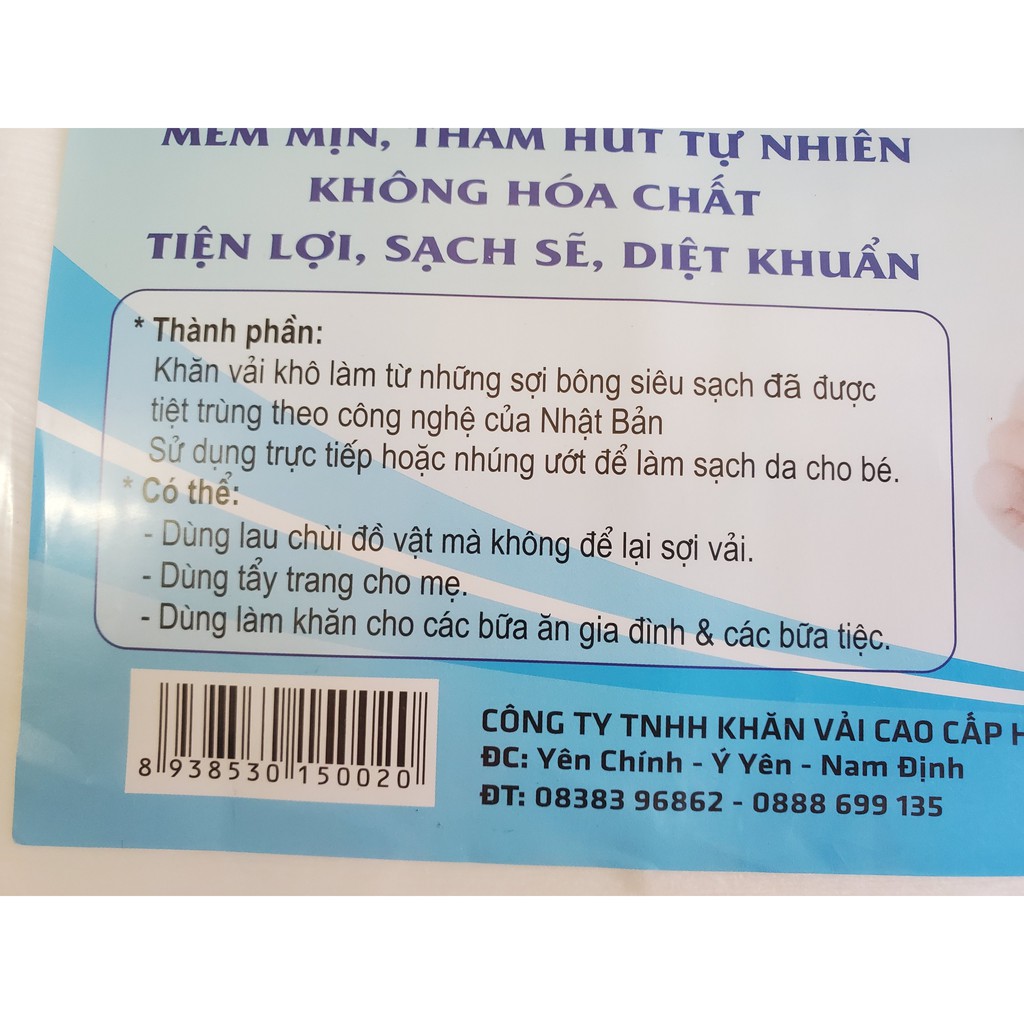 MỀM MỊN, THẤM HÚT TỰ NHIÊN
KHÔNG HÓA CHẤT
TIỆN LỢI, SẠCH SẼ, DIỆT KHUẨN
* Thành phần:
Khăn vải khô làm từ những sợi bông siêu sạch đã được
tiệt trùng theo công nghệ của Nhật Bản
Sử dụng trực tiếp hoặc nhúng ướt để làm sạch da cho bé.
* Có thể:
- Dùng lau chùi đồ vật mà không để lại sợi vải.
- Dùng tẩy trang cho mẹ.
- Dùng làm khăn cho các bữa ăn gia đình & các bữa tiệc.
8 938530 150020
CÔNG TY TNHH KHĂN VẢI CAO CẤP
ĐC: Yên Chính - Ý Yên - Nam Định
ĐT: 08383 96862 - 0888 699 135